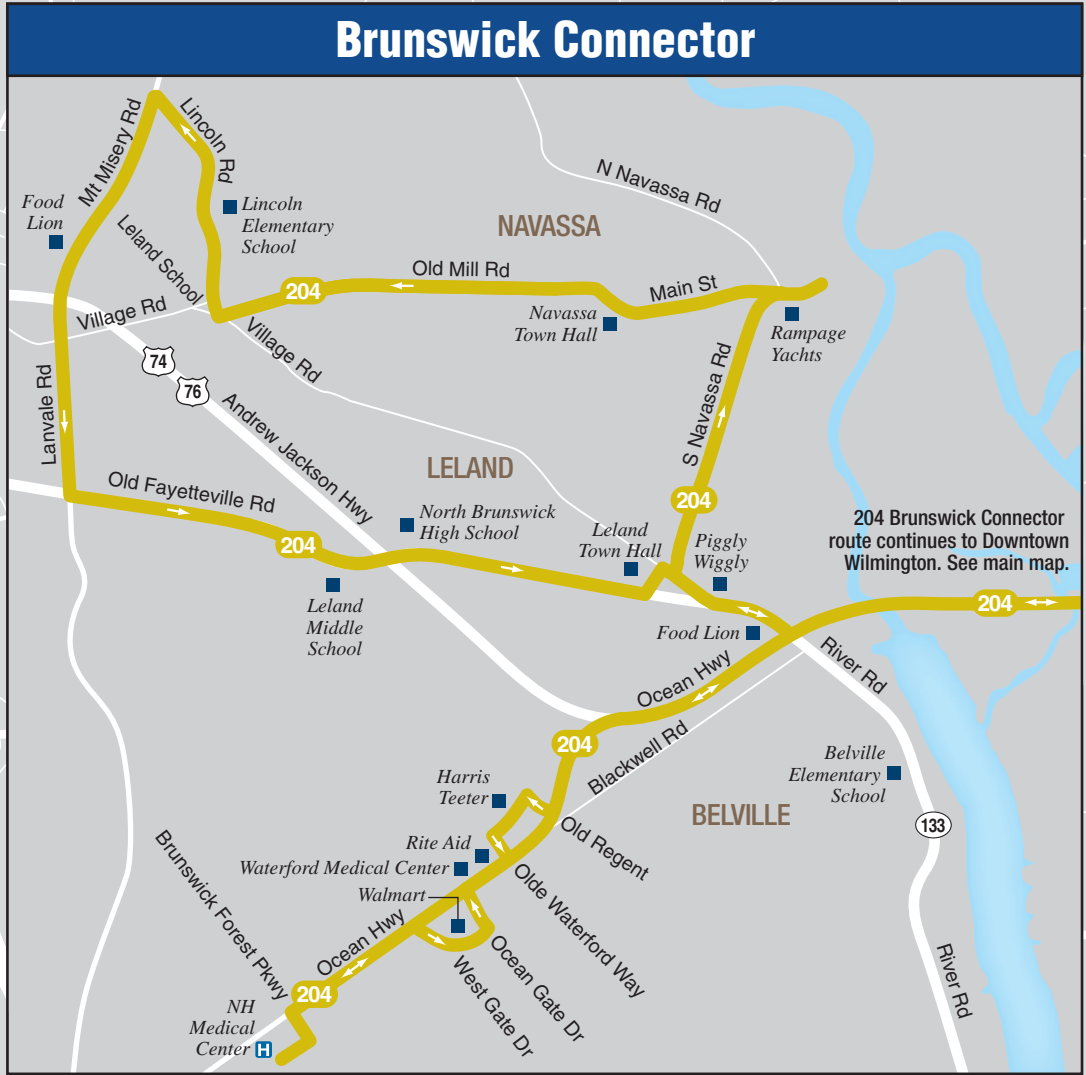 Brunswick Connector
Mt Misery Rd
Lincoln Rd
Food
Lion
Lincoln
Elementary
School
NAVASSA
N Navassa Rd
Leland School
Village Rd
204
Old Mill Rd
Main St
Navassa
Town Hall
Rampage
Yachts
Village Rd
74
76
Lanvale Rd
Andrew Jackson Hwy
S Navassa Rd
LELAND
Old Fayetteville Rd
204
North Brunswick
High School
204
Leland
Town Hall
Piggly
Wiggly
204 Brunswick Connector
route continues to Downtown
Wilmington. See main map.
204
Leland
Middle
School
Food Lion
River Rd
Ocean Hwy
204
Blackwell Rd
Belville
Elementary
School
Harris
Teeter
BELVILLE
133
Old Regent
Rite Aid
Waterford Medical Center
Walmart
Olde Waterford Way
Brunswick Forest Pkwy
Ocean Hwy
Ocean Gate Dr
West Gate Dr
River Rd
204
NH
Medical
Center
H